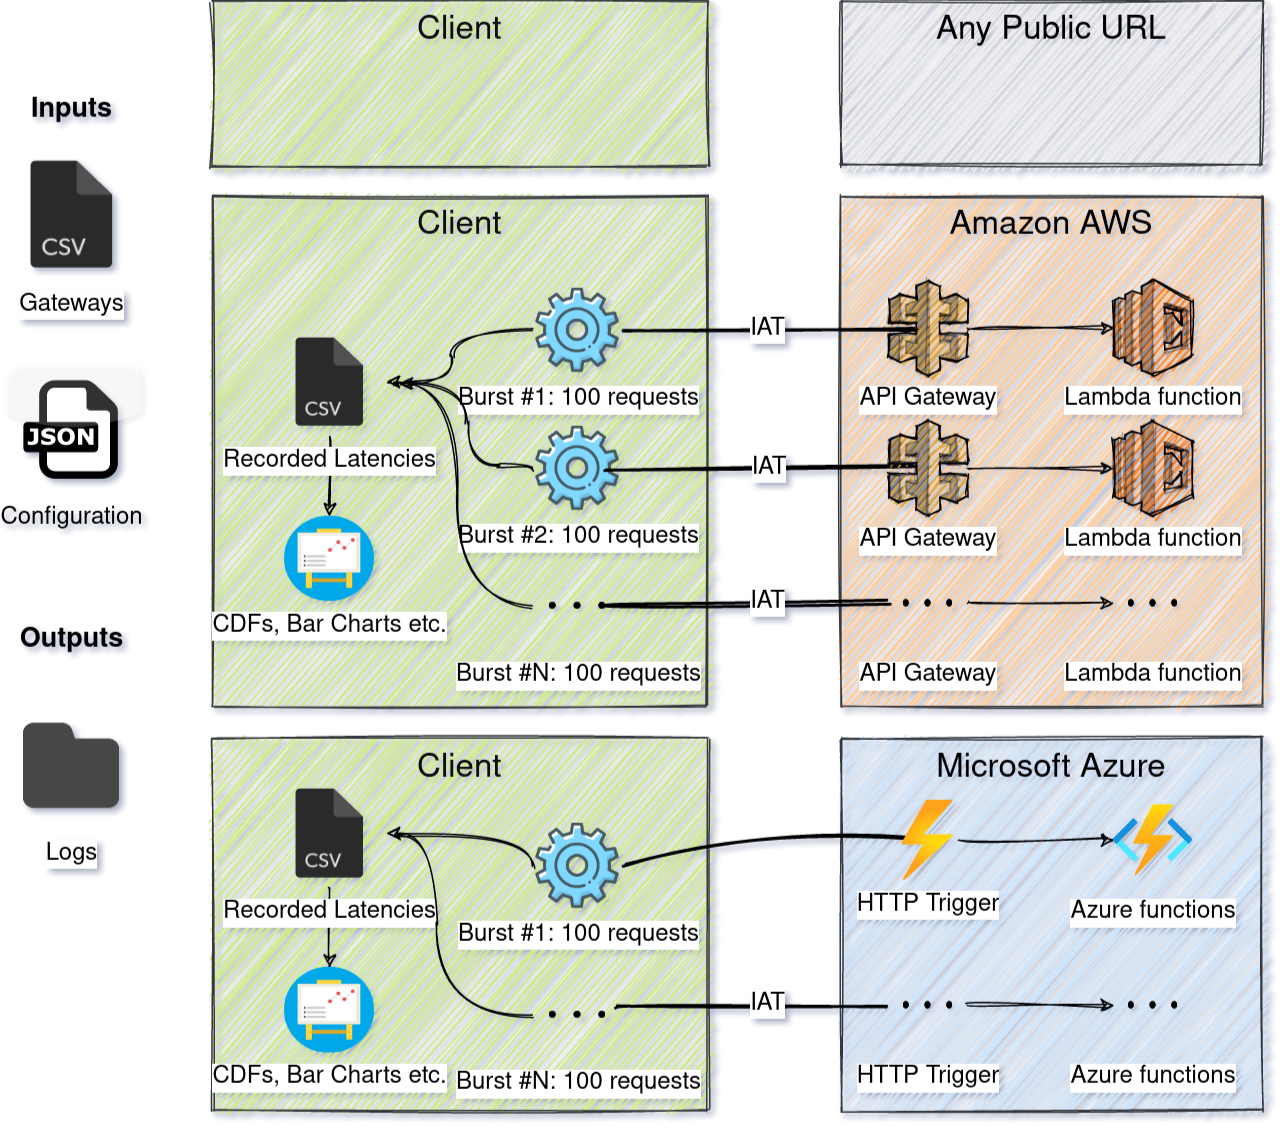 Inputs
CSV
Gateways
JSON
Configuration
Outputs
Logs
Client
Any Public URL
Client
Burst #1: 100 requests
CSV
Recorded Latencies
Burst #2: 100 requests
CDFs, Bar Charts etc.
• • •
Burst #N: 100 requests
IAT
IAT
IAT
Amazon AWS
API Gateway
Lambda function
API Gateway
Lambda function
• • •
• • •
API Gateway
Lambda function
Client
CSV
Recorded Latencies
Burst #1: 100 requests
• • •
CDFs, Bar Charts etc.
Burst #N: 100 requests
IAT
Microsoft Azure
HTTP Trigger
Azure functions
• • •
• • •
HTTP Trigger
Azure functions